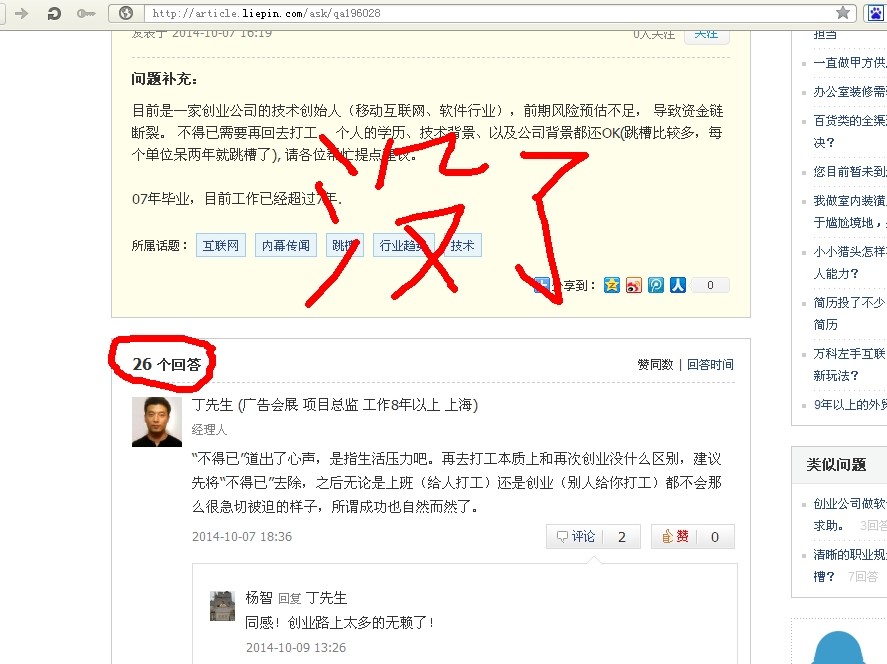 http://article.liepin.com/ask/qa196028
发表于 2014-10-07 16:19
0人关注 关注
问题补充：
目前是一家创业公司的技术创始人（移动互联网、软件行业），前期风险预估不足， 导致资金链
断裂。 不得已需要再回去打工。 个人的学历、技术背景、以及公司背景都还OK(跳槽比较多，每
个单位呆两年就跳槽了), 请各位帮忙提点建议。
07年毕业，目前工作已经超过7年.
没了
所属话题： 互联网 内幕传闻 跳槽 行业趋势 技术
分享到： 0
26 个回答
赞同数 | 回答时间
丁先生 (广告会展 项目总监 工作8年以上 上海)
经理人
“不得已”道出了心声，是指生活压力吧。再去打工本质上和再次创业没什么区别，建议
先将“不得已”去除，之后无论是上班（给人打工）还是创业（别人给你打工）都不会那
么很急切被迫的样子，所谓成功也自然而然了。
2014-10-07 18:36
评论 2 赞 0
杨智 回复 丁先生
同感！创业路上太多的无赖了！
2014-10-09 13:26
担当
一直做甲方供
办公室装修需
百货类的全渠
决？
您目前暂未到
我做室内装潢
于尴尬境地，
小小猎头怎样
人能力？
简历投了不少
简历
万科左手互联
新玩法？
9年以上的外贸
类似问题
创业公司做软
求助。 3回答
清晰的职业规
槽？ 7回答